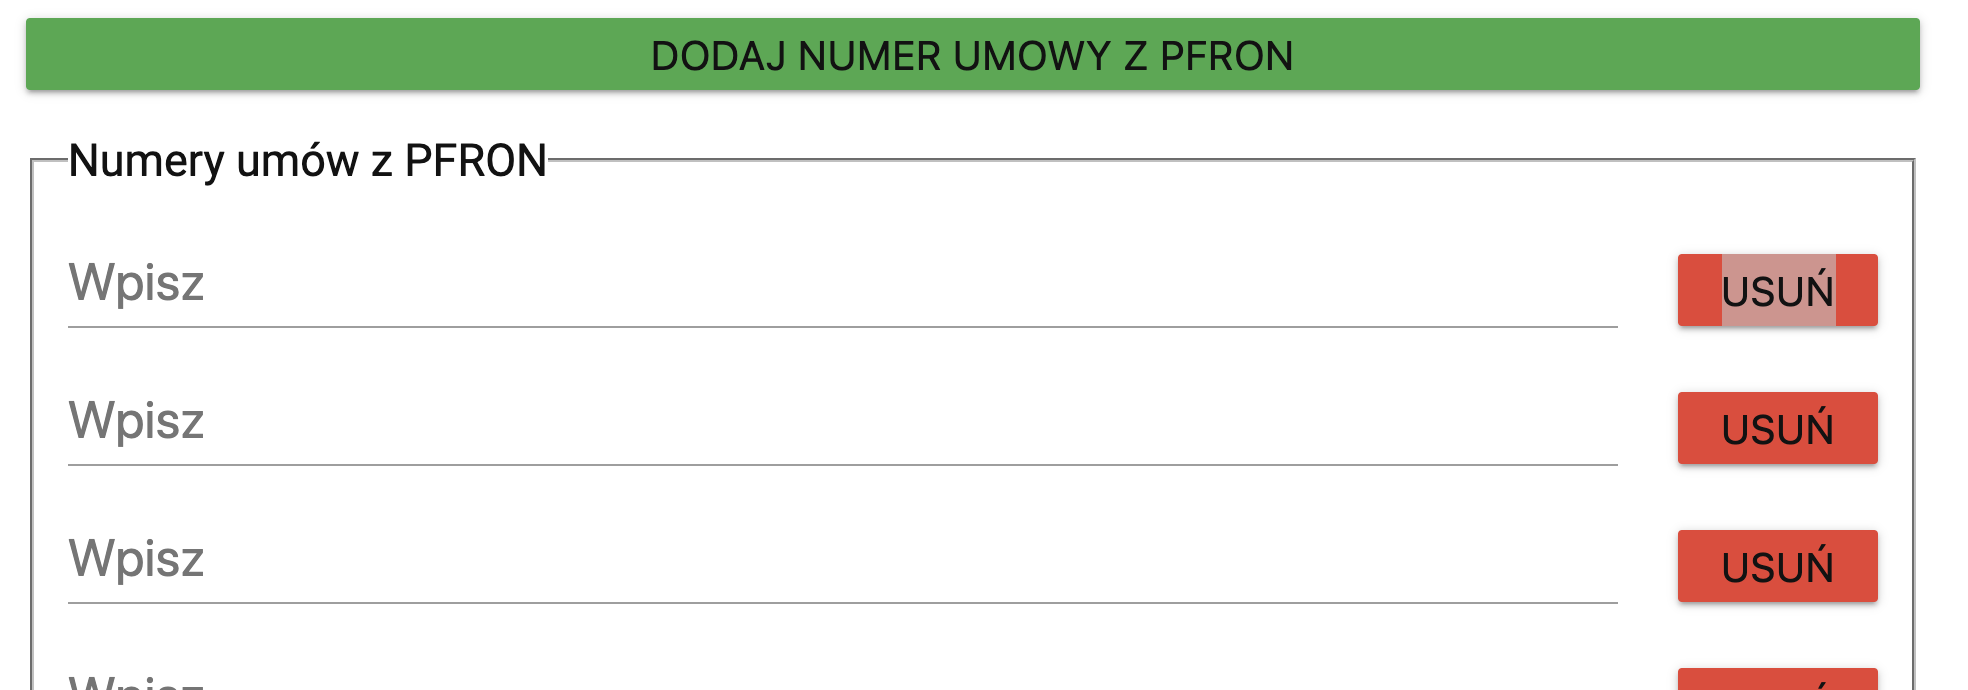 DODAJ NUMER UMOWY Z PFRON
Numery umów z PFRON
Wpisz USUŃ
Wpisz USUŃ
Wpisz USUŃ